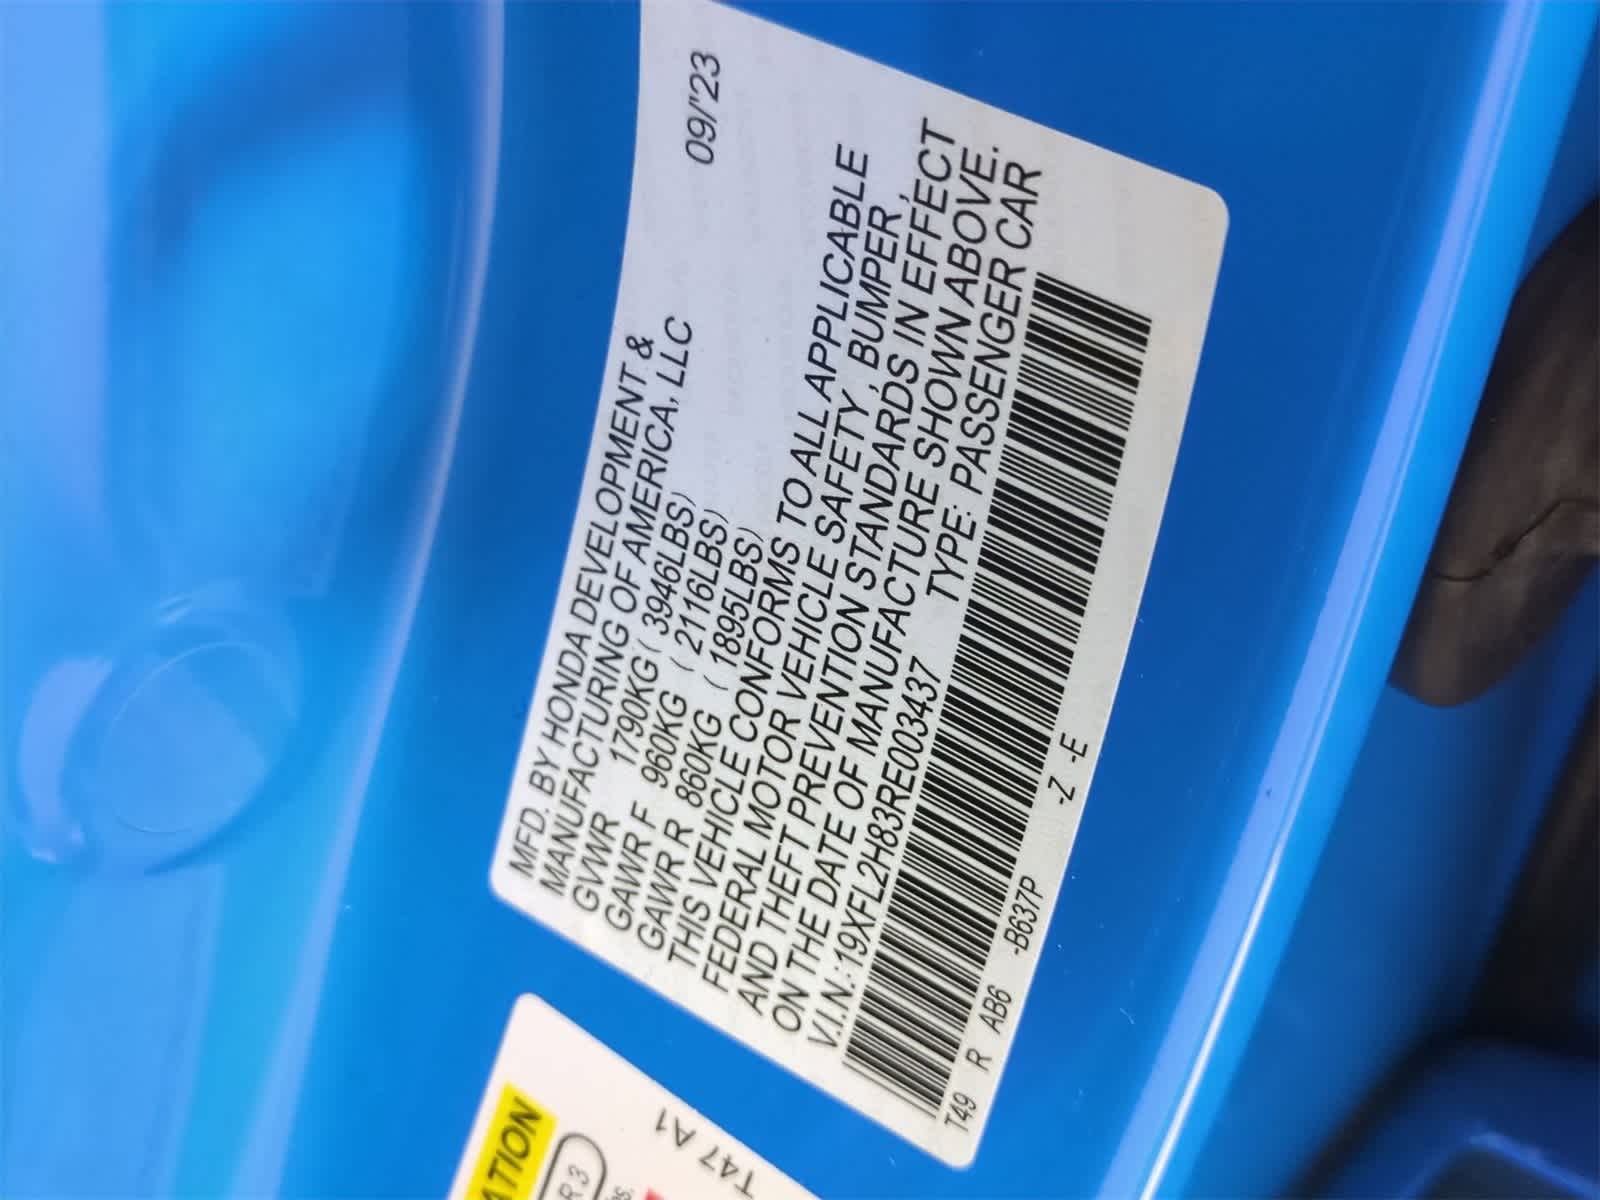 MFD. BY HONDA DEVELOPMENT &
MANUFACTURING OF AMERICA, LLC 09/'23
GVWR 1790KG ( 3946LBS)
GAWR F 960KG ( 2116LBS)
GAWR R 860KG ( 1895LBS)
THIS VEHICLE CONFORMS TO ALL APPLICABLE
FEDERAL MOTOR VEHICLE SAFETY, BUMPER,
AND THEFT PREVENTION STANDARDS IN EFFECT
ON THE DATE OF MANUFACTURE SHOWN ABOVE.
V.I.N.:19XFL2H83RE003437 TYPE: PASSENGER CAR
T49 R AB6 -B637P -Z -E
ATION
R3
T47 A1